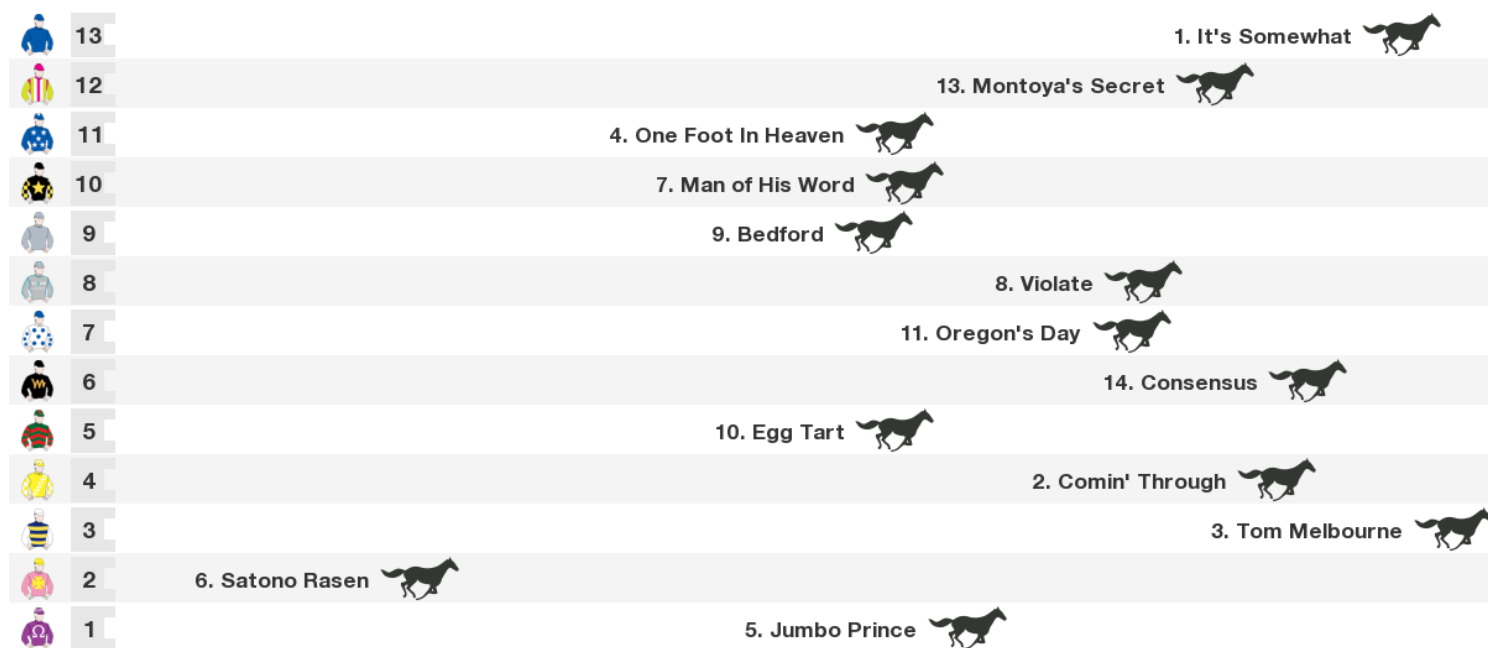 13 1. It's Somewhat
12 13. Montoya's Secret
11 4. One Foot In Heaven
10 7. Man of His Word
9 9. Bedford
8 8. Violate
7 11. Oregon's Day
6 14. Consensus
5 10. Egg Tart
4 2. Comin' Through
3 3. Tom Melbourne
2 6. Satono Rasen
1 5. Jumbo Prince
Ω